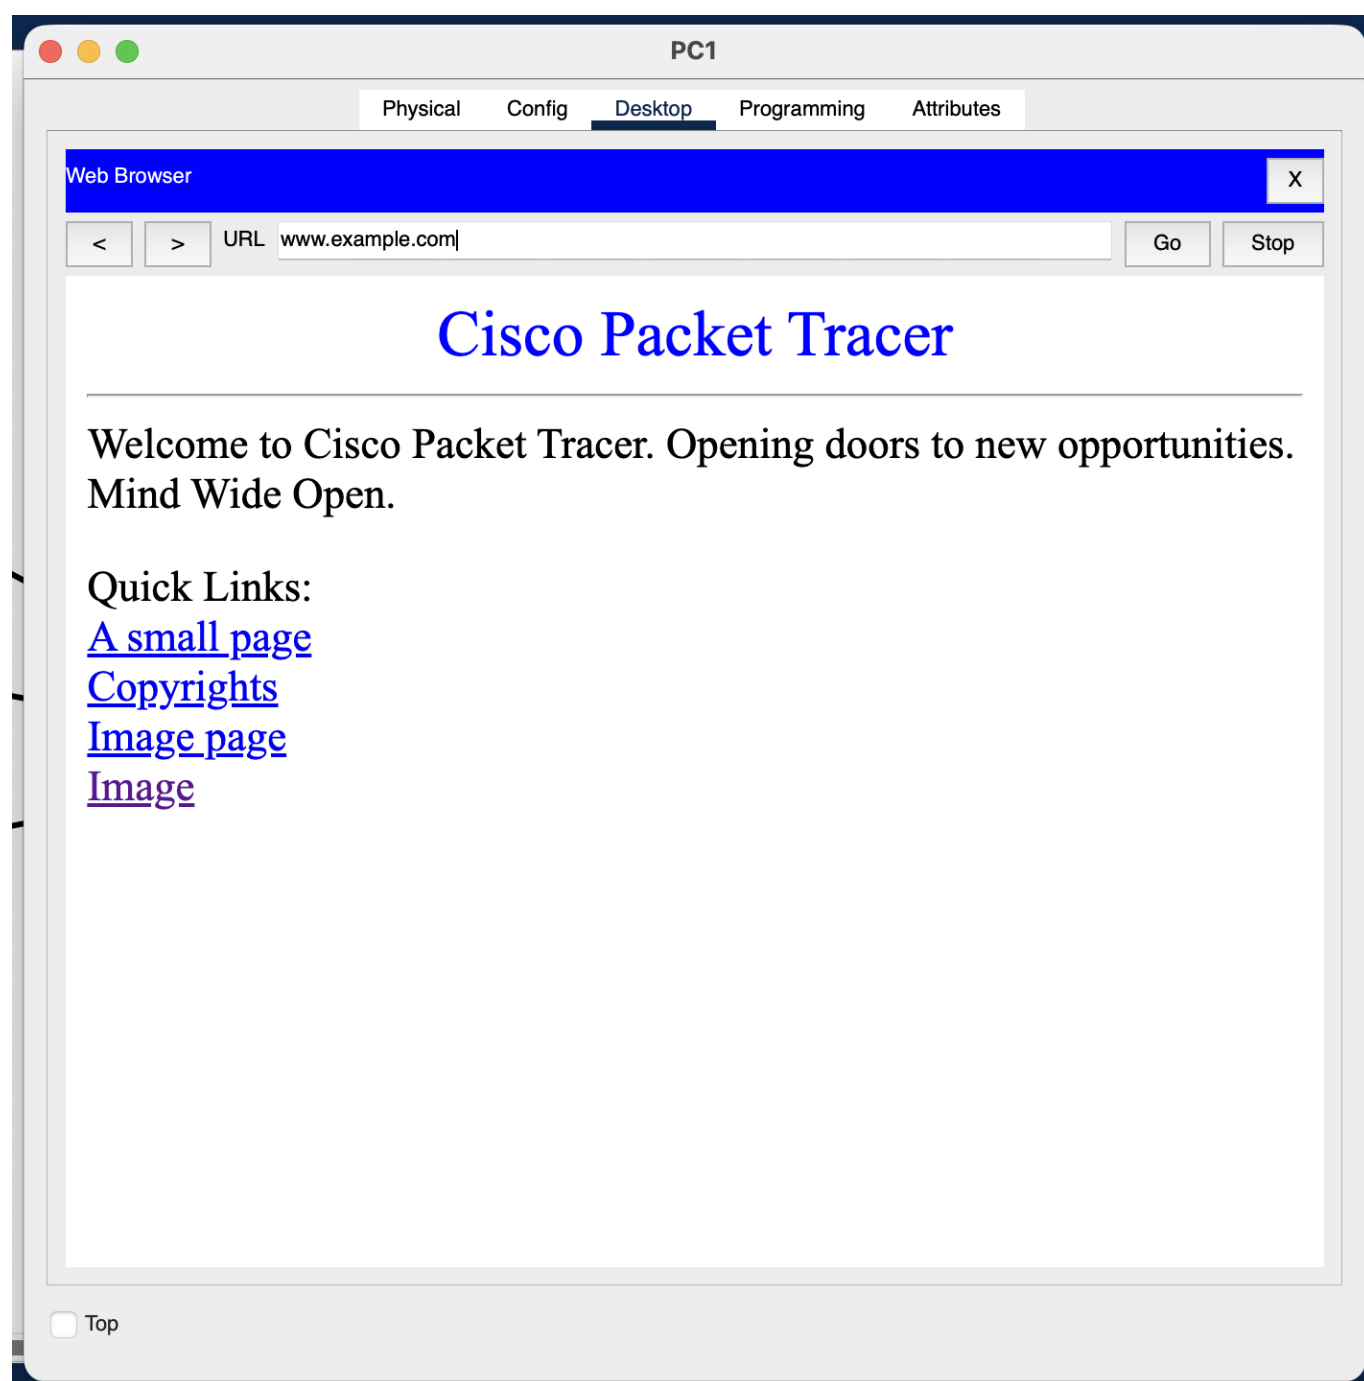 PC1
Physical Config Desktop Programming Attributes
Web Browser
X
< > URL www.example.com Go Stop
Cisco Packet Tracer
Welcome to Cisco Packet Tracer. Opening doors to new opportunities.
Mind Wide Open.
Quick Links:
A small page
Copyrights
Image page
Image
Top